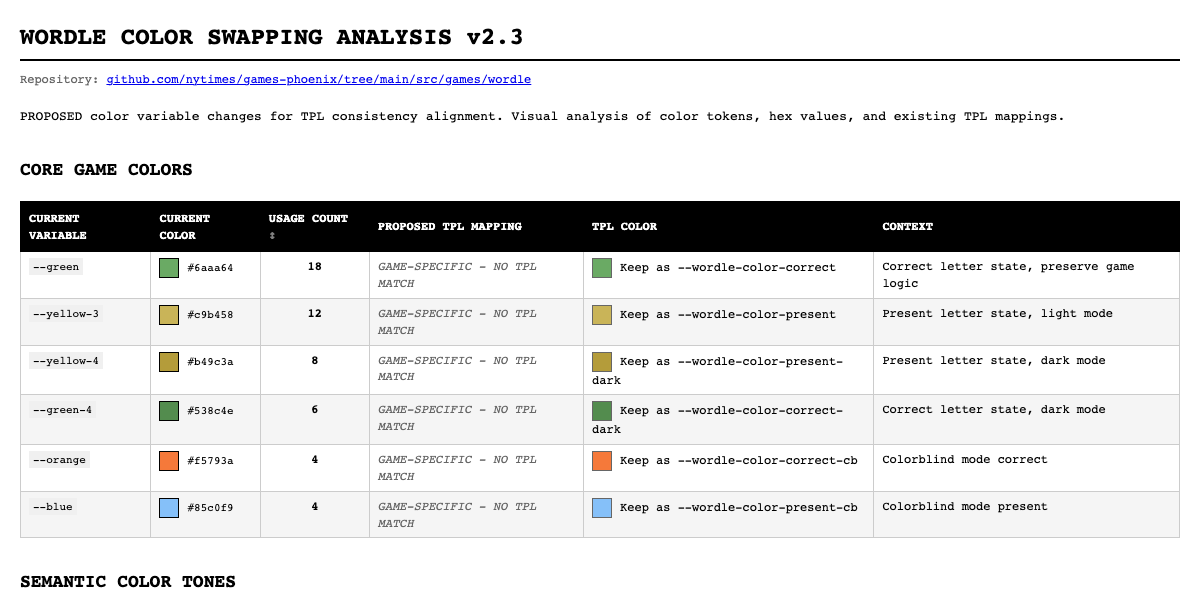 WORDLE COLOR SWAPPING ANALYSIS v2.3
Repository: github.com/nytimes/games-phoenix/tree/main/src/games/wordle
PROPOSED color variable changes for TPL consistency alignment. Visual analysis of color tokens, hex values, and existing TPL mappings.
CORE GAME COLORS
CURRENT VARIABLE CURRENT COLOR USAGE COUNT ↕ PROPOSED TPL MAPPING TPL COLOR CONTEXT
--green #6aaa64 18 GAME-SPECIFIC - NO TPL MATCH Keep as --wordle-color-correct Correct letter state, preserve game logic
--yellow-3 #c9b458 12 GAME-SPECIFIC - NO TPL MATCH Keep as --wordle-color-present Present letter state, light mode
--yellow-4 #b49c3a 8 GAME-SPECIFIC - NO TPL MATCH Keep as --wordle-color-present-dark Present letter state, dark mode
--green-4 #538c4e 6 GAME-SPECIFIC - NO TPL MATCH Keep as --wordle-color-correct-dark Correct letter state, dark mode
--orange #f5793a 4 GAME-SPECIFIC - NO TPL MATCH Keep as --wordle-color-correct-cb Colorblind mode correct
--blue #85c0f9 4 GAME-SPECIFIC - NO TPL MATCH Keep as --wordle-color-present-cb Colorblind mode present
SEMANTIC COLOR TONES